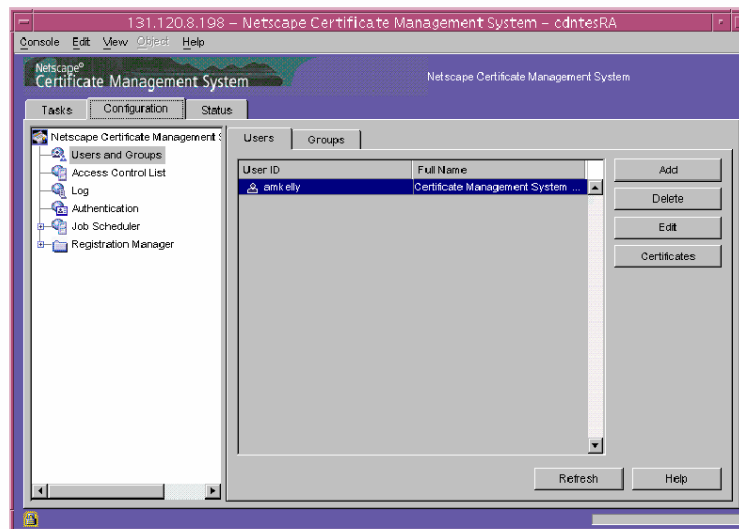 131.120.8.198 – Netscape Certificate Management System – cdntesRA
Console Edit View Object Help
Netscape®
Certificate Management System
Netscape Certificate Management System
Tasks Configuration Status
Netscape Certificate Management S
Users and Groups
Access Control List
Log
Authentication
Job Scheduler
Registration Manager
Users Groups
User ID Full Name
amkelly Certificate Management System ...
Add
Delete
Edit
Certificates
Refresh Help